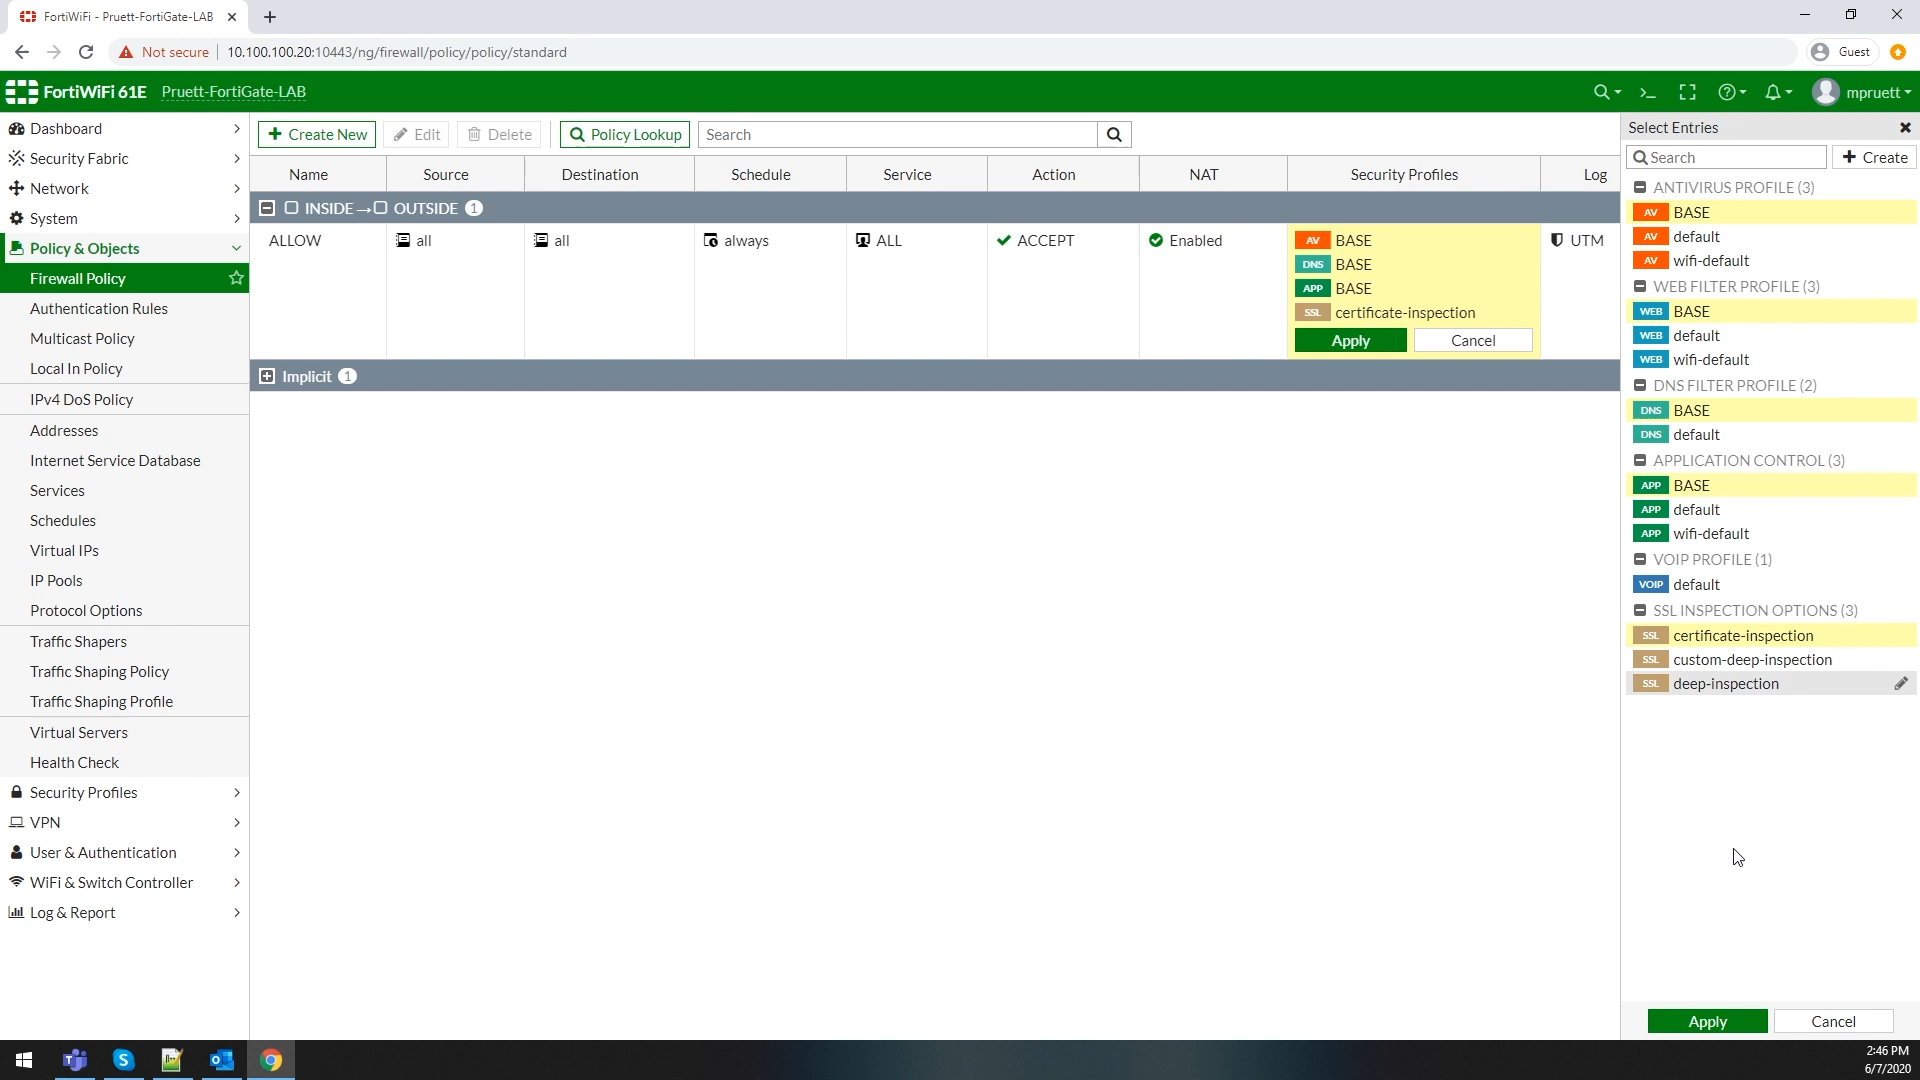 FortiWiFi - Pruett-FortiGate-LAB
Not secure
10.100.100.20:10443/ng/firewall/policy/policy/standard
Guest
FortiWiFi 61E
Pruett-FortiGate-LAB
mpruett
Dashboard
Security Fabric
Network
System
Policy & Objects
Firewall Policy
Authentication Rules
Multicast Policy
Local In Policy
IPv4 DoS Policy
Addresses
Internet Service Database
Services
Schedules
Virtual IPs
IP Pools
Protocol Options
Traffic Shapers
Traffic Shaping Policy
Traffic Shaping Profile
Virtual Servers
Health Check
Security Profiles
VPN
User & Authentication
WiFi & Switch Controller
Log & Report
Create New Edit Delete Policy Lookup Search
Name Source Destination Schedule Service Action NAT Security Profiles Log
INSIDE → OUTSIDE 1
ALLOW all all always ALL ACCEPT Enabled AV BASE UTM
DNS BASE
APP BASE
SSL certificate-inspection
Apply Cancel
Implicit 1
Select Entries
Search Create
ANTIVIRUS PROFILE (3)
AV BASE
AV default
AV wifi-default
WEB FILTER PROFILE (3)
WEB BASE
WEB default
WEB wifi-default
DNS FILTER PROFILE (2)
DNS BASE
DNS default
APPLICATION CONTROL (3)
APP BASE
APP default
APP wifi-default
VOIP PROFILE (1)
VOIP default
SSL INSPECTION OPTIONS (3)
SSL certificate-inspection
SSL custom-deep-inspection
SSL deep-inspection
Apply Cancel
2:46 PM
6/7/2020